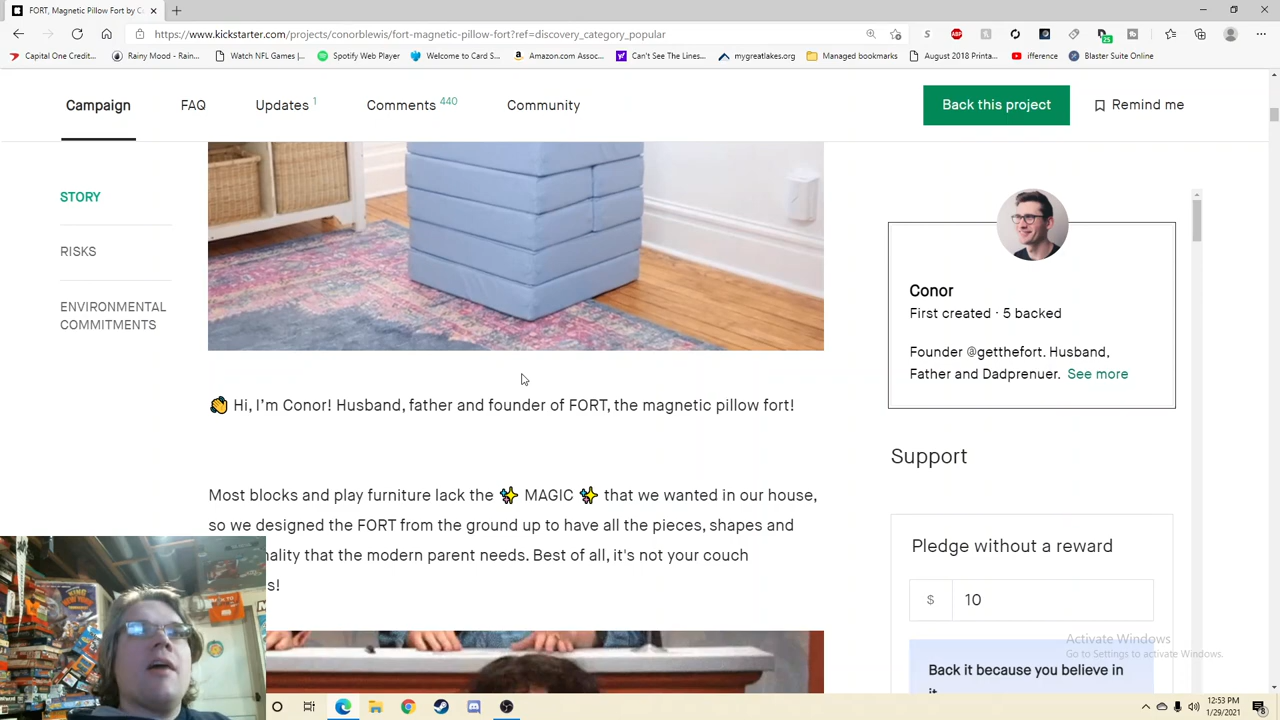 FORT, Magnetic Pillow Fort by C
https://www.kickstarter.com/projects/conorblewis/fort-magnetic-pillow-fort?ref=discovery_category_popular
Capital One Credit... Rainy Mood - Rain... Watch NFL Games |... Spotify Web Player Welcome to Card S... Amazon.com Assoc... Can't See The Lines... mygreatlakes.org Managed bookmarks August 2018 Printa... ifference Blaster Suite Online
Campaign FAQ Updates 1 Comments 440 Community Back this project Remind me
STORY
RISKS
ENVIRONMENTAL
COMMITMENTS
👋 Hi, I'm Conor! Husband, father and founder of FORT, the magnetic pillow fort!
Most blocks and play furniture lack the ✨ MAGIC ✨ that we wanted in our house,
so we designed the FORT from the ground up to have all the pieces, shapes and
nality that the modern parent needs. Best of all, it's not your couch
s!
Conor
First created · 5 backed
Founder @getthefort. Husband,
Father and Dadprenuer. See more
Support
Pledge without a reward
$ 10
Back it because you believe in
it.
Activate Windows
Go to Settings to activate Windows.
12:53 PM
1/29/2021